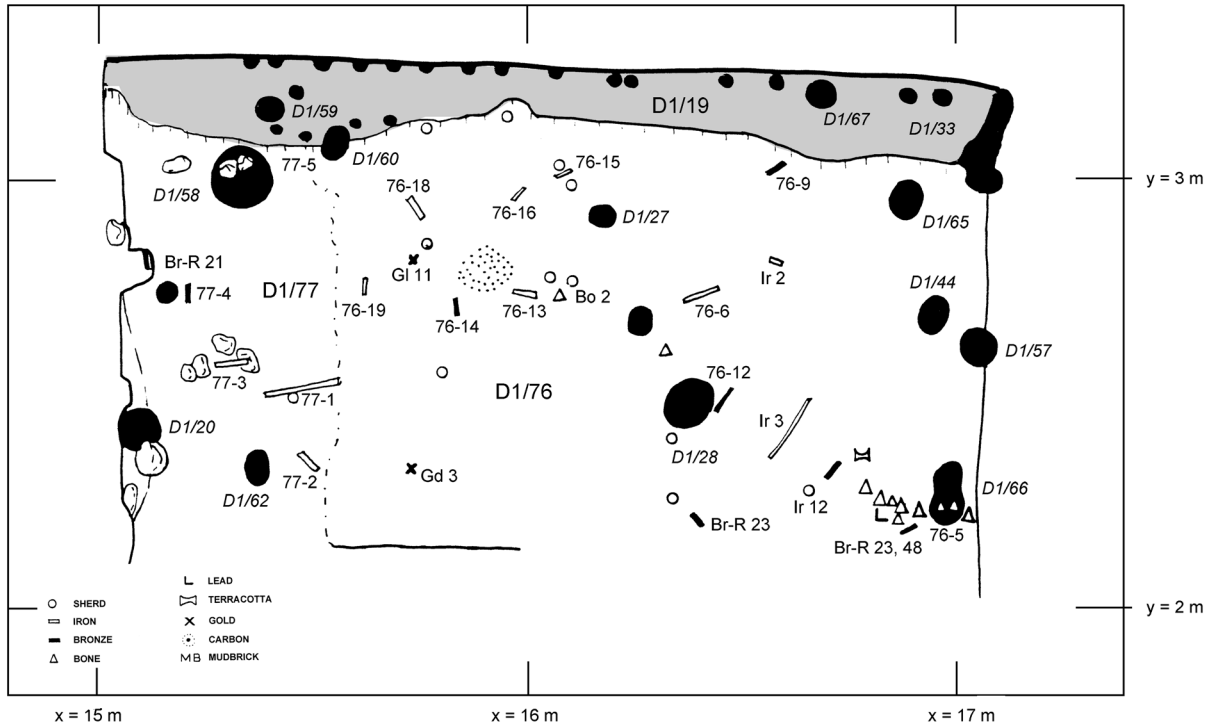 D1/59
D1/19
D1/67
D1/33
77-5
D1/60
76-15
76-9
y = 3 m
D1/58
76-18
76-16
D1/27
D1/65
Br-R 21
Gl 11
Ir 2
77-4
D1/77
76-19
76-14
76-13
Bo 2
76-6
D1/44
D1/57
77-3
76-12
D1/76
77-1
Ir 3
D1/20
D1/28
77-2
Gd 3
D1/62
Ir 12
D1/66
Br-R 23
76-5
Br-R 23, 48
LEAD
SHERD
TERRACOTTA
IRON
GOLD
BRONZE
CARBON
BONE
MB MUDBRICK
y = 2 m
x = 15 m
x = 16 m
x = 17 m